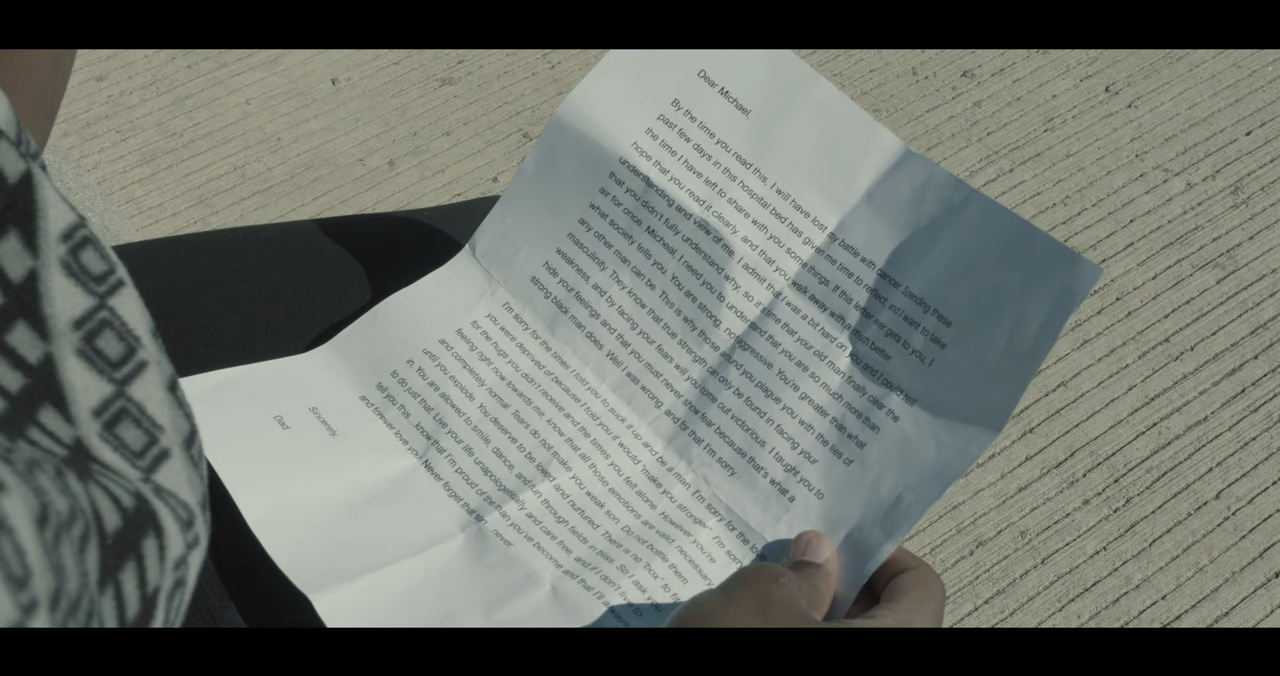 Dear Michael,
By the time you read this, I will have lost my battle with cancer. Spending these
past few days in this hospital bed has given me time to reflect, and I want to take
the time I have left to share with you some things. If this letter ever gets to you, I
hope that you read it clearly, and that you walk away with a much better
understanding and view of me. I admit that I was a bit hard on you and I could tell
that you didn't fully understand why, so it's time that your old man finally clear the
air for once. Micheal, I need you to understand that you are so much more than
what society tells you. You are strong, not aggressive. You're greater than what
any other man can be. This is why those around you plague you with the lies of
masculinity. They know that true strength can only be found in facing your
weakness, and by facing your fears will you come out victorious. I taught you to
hide your feelings and that you must never show fear because that's what a
strong black man does. Well I was wrong, and for that I'm sorry
I'm sorry for the times I told you to suck it up and be a man. I'm sorry for the love
you were deprived of because I told you it would "make you stronger". I'm sorry
for the hugs you didn't receive and the times you felt alone. However you're
feeling right now towards me, know that all those emotions are valid, necessary
and completely normal. Tears do not make you weak son. Do not bottle them
until you explode. You deserve to be loved and nurtured. There is no "box" to fit
in. You are allowed to smile, dance, and run through fields in bliss. So I ask you
to do just that. Live your life unapologetically and care free, and if I don't live to
tell you this, know that I'm proud of the man you've become and that I'll
and forever love you. Never forget that
Sincerely,
Dad